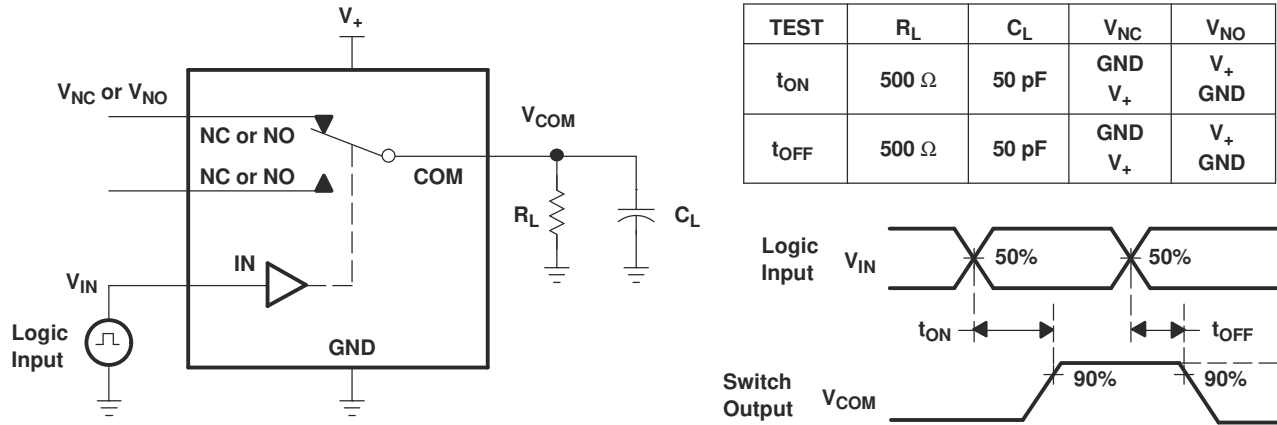 V+
VNC or VNO
NC or NO
NC or NO
COM
VCOM
RL
CL
IN
VIN
Logic
Input
GND
TEST RL CL VNC VNO
tON 500 Ω 50 pF GND V+
V+ GND
tOFF 500 Ω 50 pF GND V+
V+ GND
Logic
Input
VIN
50%
50%
tON
tOFF
Switch
Output
VCOM
90%
90%